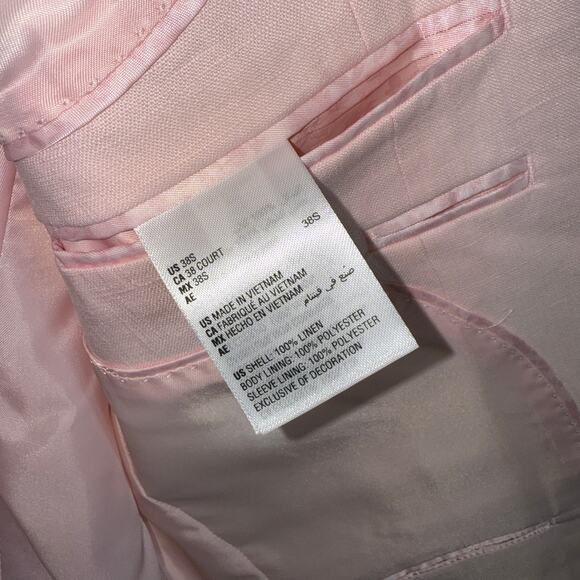 US 38S
CA 38 COURT
MX 38S
AE
38S
US MADE IN VIETNAM
CA FABRIQUÉ AU VIETNAM
MX HECHO EN VIETNAM
AE
صنع في فيتنام
US SHELL: 100% LINEN
BODY LINING: 100% POLYESTER
SLEEVE LINING: 100% POLYESTER
EXCLUSIVE OF DECORATION